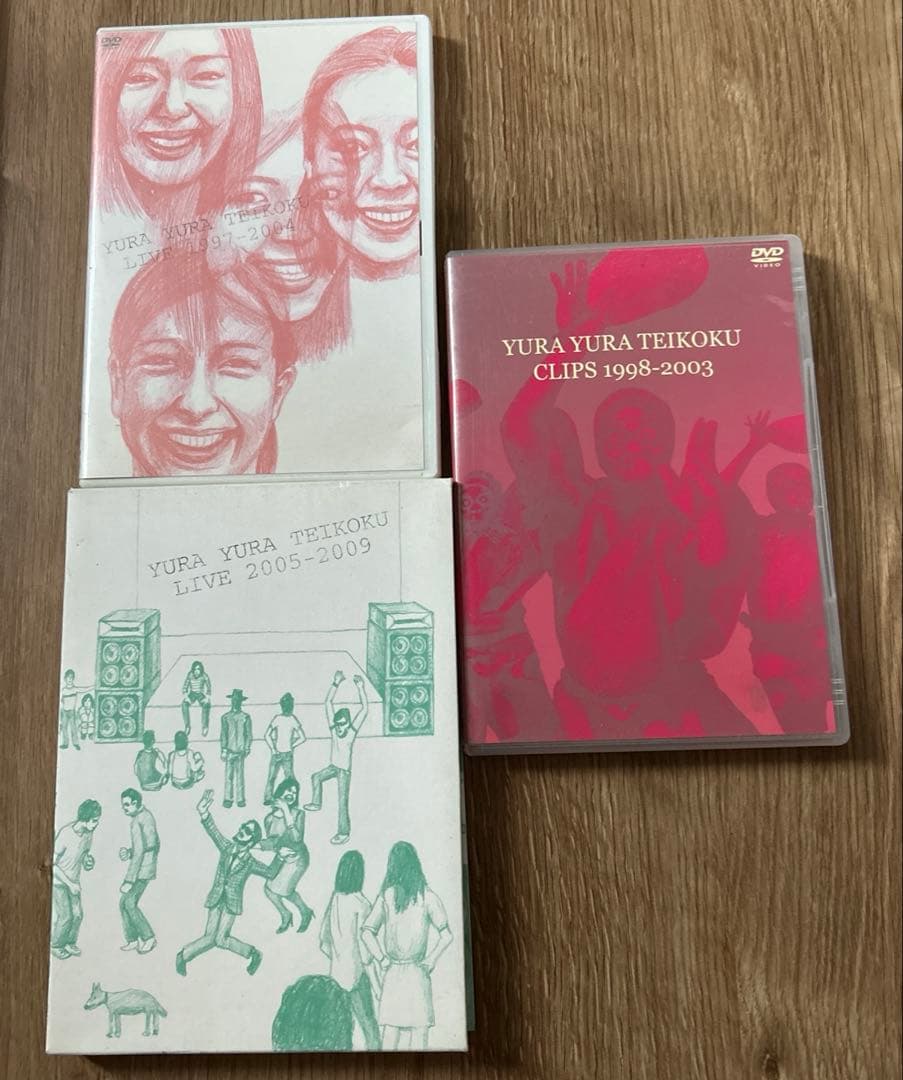 DVD
YURA YURA TEIKOKU
LIVE 1997-2004
DVD
VIDEO
YURA YURA TEIKOKU
CLIPS 1998-2003
YURA YURA TEIKOKU
LIVE 2005-2009